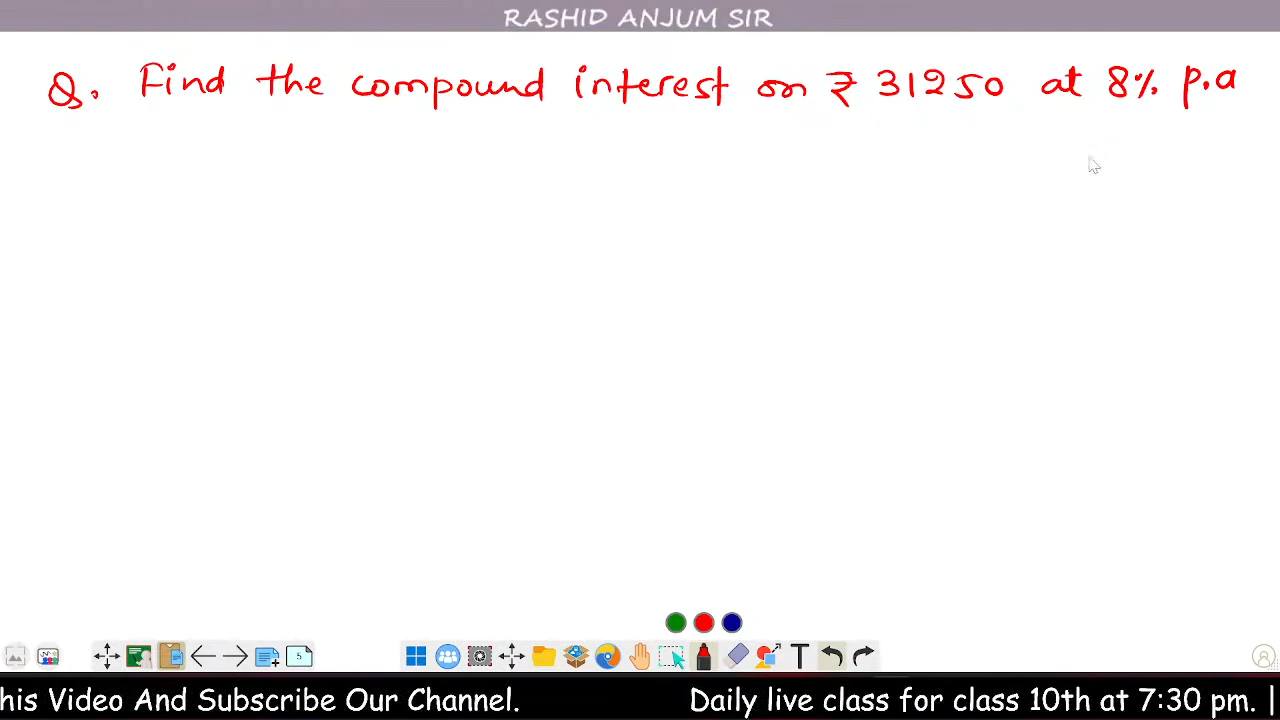 RASHID ANJUM SIR
Q. Find the compound interest on ₹ 31250 at 8% p.a
5
T
his Video And Subscribe Our Channel. Daily live class for class 10th at 7:30 pm. |